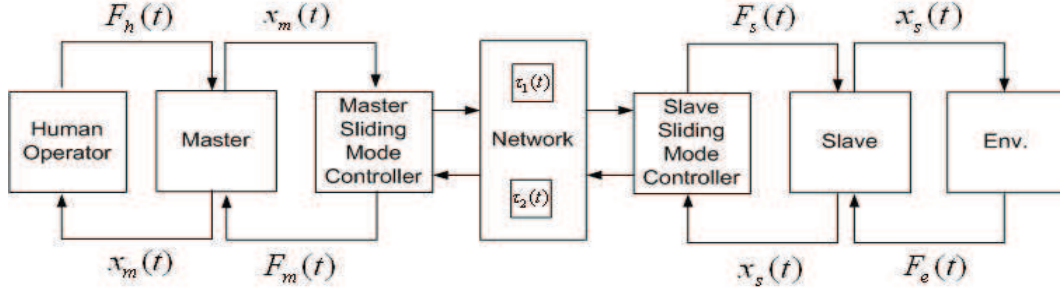 F_h(t)
x_m(t)
F_s(t)
x_s(t)
Human
Operator
Master
Master
Sliding
Mode
Controller
τ_1(t)
Network
τ_2(t)
Slave
Sliding
Mode
Controller
Slave
Env.
x_m(t)
F_m(t)
x_s(t)
F_e(t)